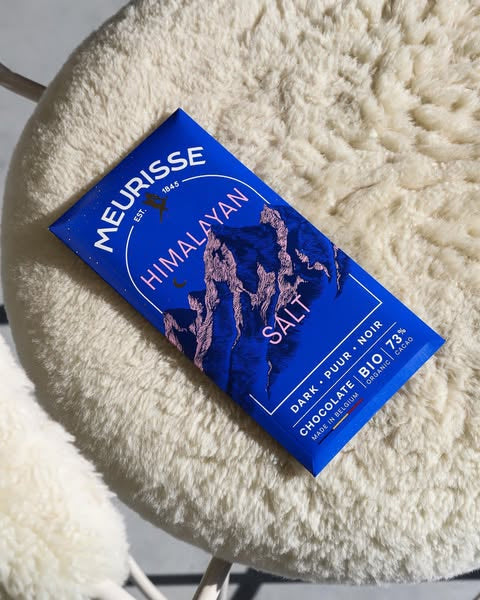 MEURISSE
EST. 1845
HIMALAYAN
SALT
DARK • PUUR • NOIR
CHOCOLATE | BIO ORGANIC | 73% CACAO
MADE IN BELGIUM